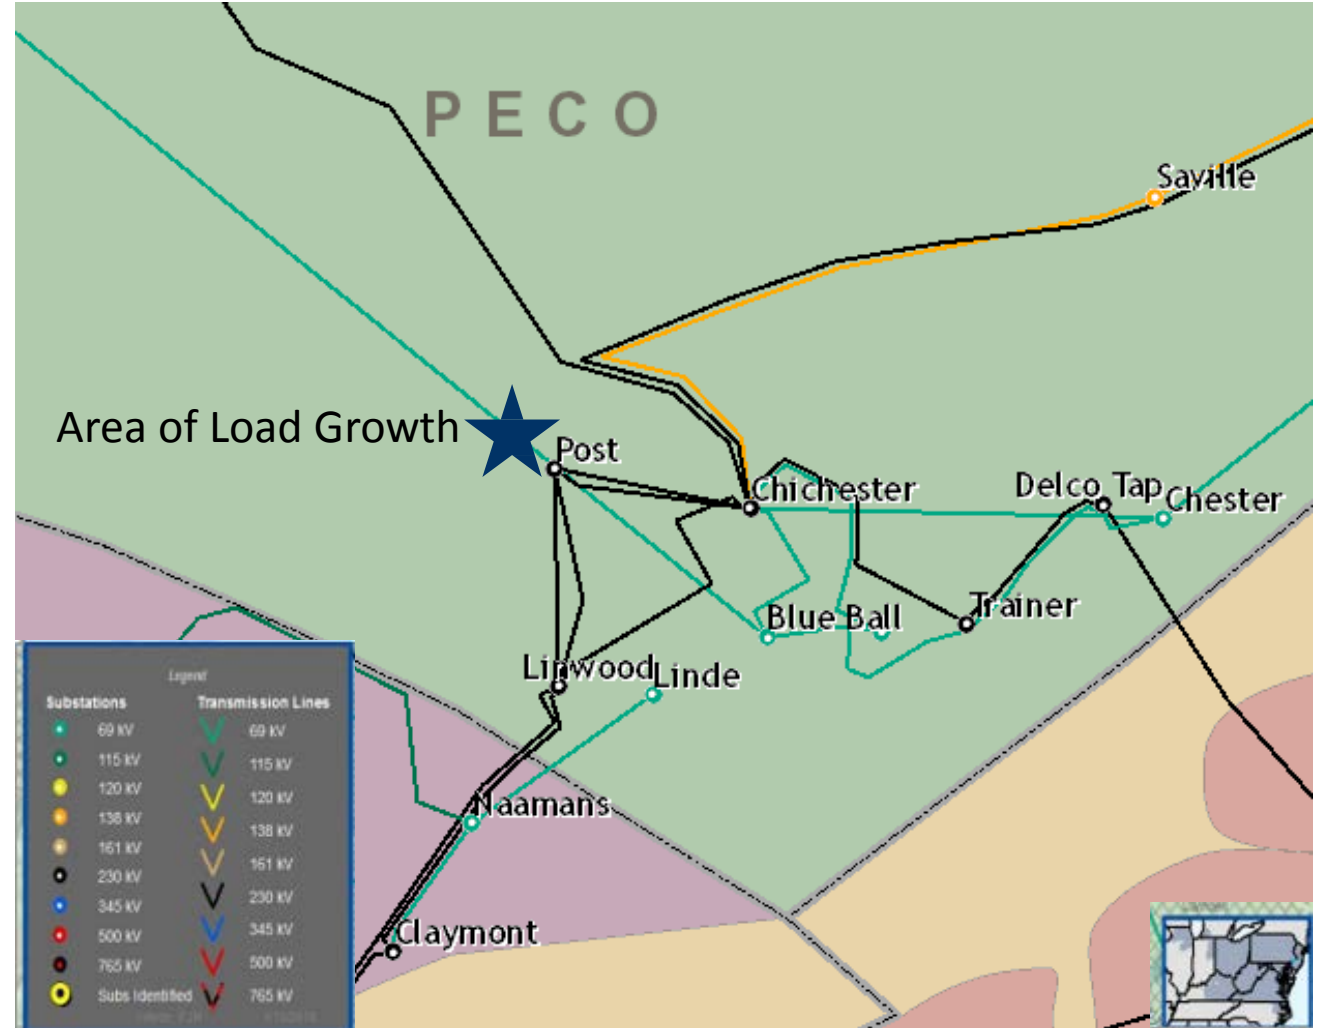 PECO
Saville
Area of Load Growth
Post
Chichester
Delco Tap
Chester
Trainer
Blue Ball
Linwood
Linde
Naamans
Claymont
Legend
Substations Transmission Lines
69 kV 69 kV
115 kV 115 kV
120 kV 120 kV
138 kV 138 kV
161 kV 161 kV
230 kV 230 kV
345 kV 345 kV
500 kV 500 kV
765 kV 765 kV
Subs Identified